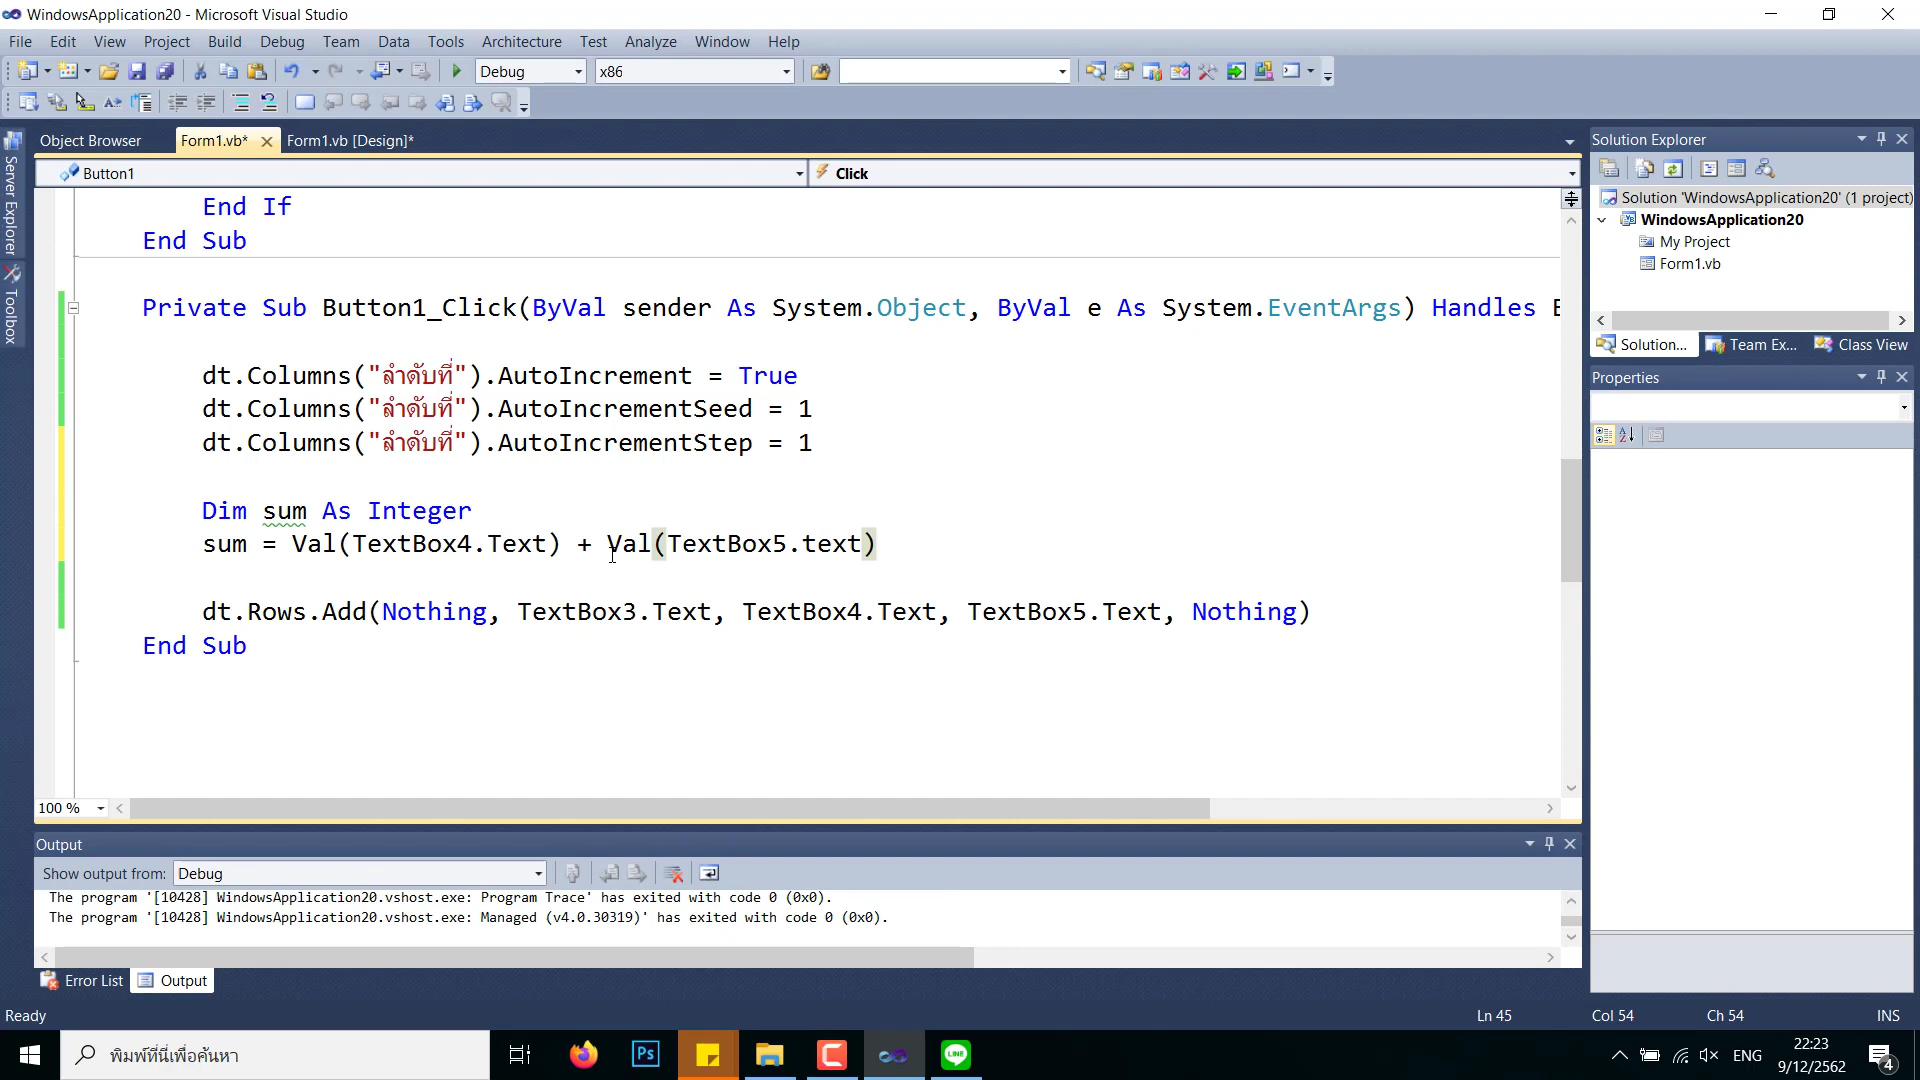 WindowsApplication20 - Microsoft Visual Studio
File Edit View Project Build Debug Team Data Tools Architecture Test Analyze Window Help
Debug x86
Object Browser Form1.vb* Form1.vb [Design]*
Button1 Click
Server Explorer
Toolbox
End If
End Sub
Private Sub Button1_Click(ByVal sender As System.Object, ByVal e As System.EventArgs) Handles
dt.Columns("ลำดับที่").AutoIncrement = True
dt.Columns("ลำดับที่").AutoIncrementSeed = 1
dt.Columns("ลำดับที่").AutoIncrementStep = 1
Dim sum As Integer
sum = Val(TextBox4.Text) + Val(TextBox5.text)
dt.Rows.Add(Nothing, TextBox3.Text, TextBox4.Text, TextBox5.Text, Nothing)
End Sub
100 %
Output
Show output from: Debug
The program '[10428] WindowsApplication20.vshost.exe: Program Trace' has exited with code 0 (0x0).
The program '[10428] WindowsApplication20.vshost.exe: Managed (v4.0.30319)' has exited with code 0 (0x0).
Error List Output
Solution Explorer
Solution 'WindowsApplication20' (1 project)
WindowsApplication20
My Project
Form1.vb
Solution... Team Ex... Class View
Properties
Ready Ln 45 Col 54 Ch 54 INS
พิมพ์ที่นี่เพื่อค้นหา
Ps
LINE
ENG
22:23
9/12/2562
4